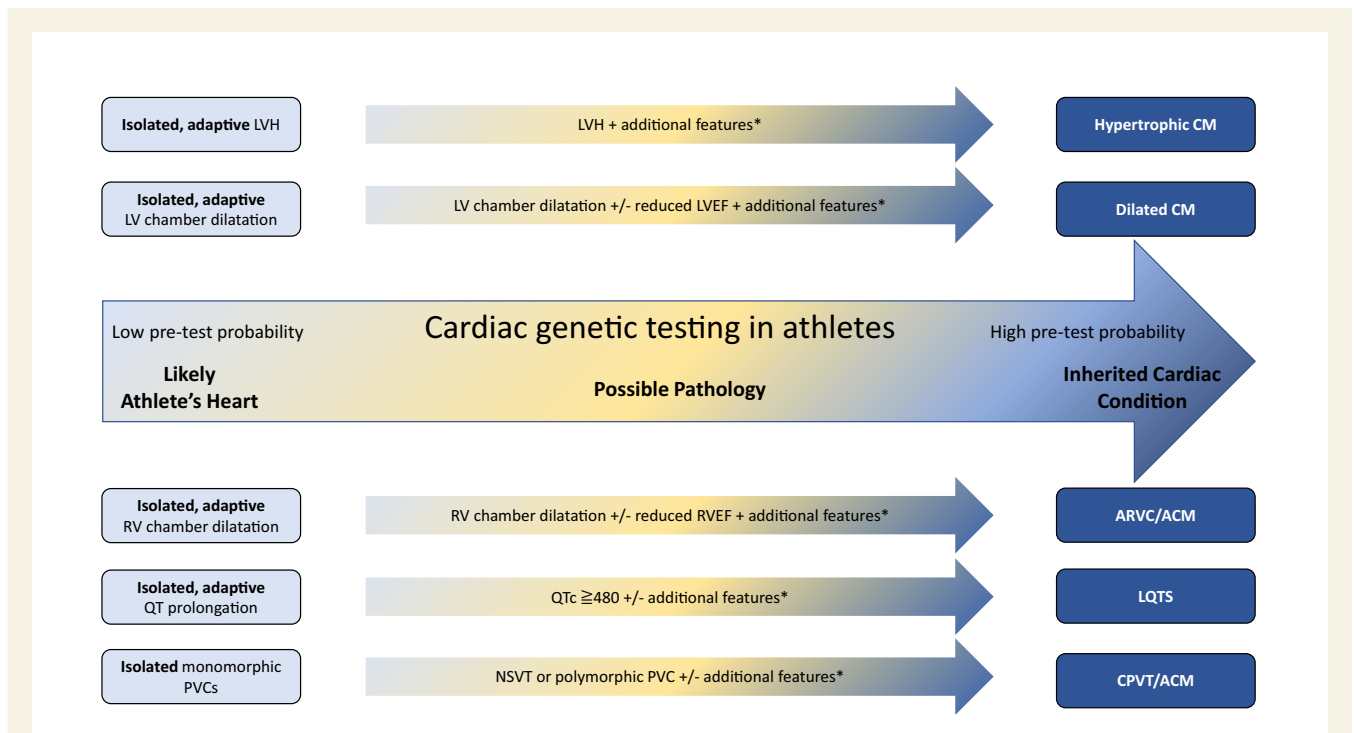 Isolated, adaptive LVH
LVH + additional features*
Hypertrophic CM
Isolated, adaptive
LV chamber dilatation
LV chamber dilatation +/- reduced LVEF + additional features*
Dilated CM
Low pre-test probability
Cardiac genetic testing in athletes
High pre-test probability
Likely
Athlete's Heart
Possible Pathology
Inherited Cardiac
Condition
Isolated, adaptive
RV chamber dilatation
RV chamber dilatation +/- reduced RVEF + additional features*
ARVC/ACM
Isolated, adaptive
QT prolongation
QTc ≧480 +/- additional features*
LQTS
Isolated monomorphic
PVCs
NSVT or polymorphic PVC +/- additional features*
CPVT/ACM